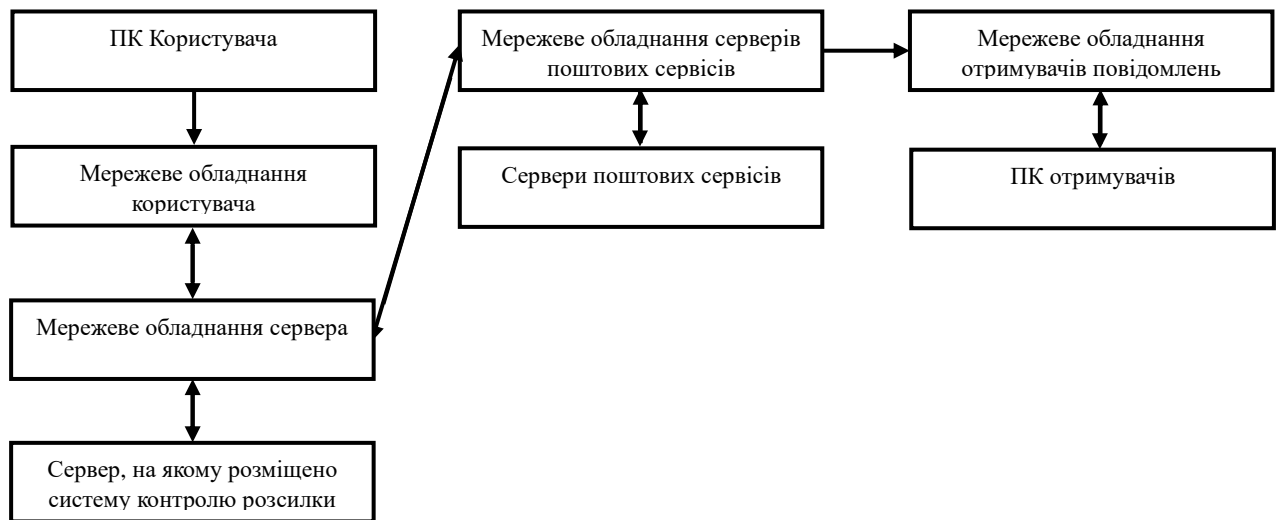 ПК Користувача
Мережеве обладнання
користувача
Мережеве обладнання сервера
Сервер, на якому розміщено
систему контролю розсилки
Мережеве обладнання серверів
поштових сервісів
Сервери поштових сервісів
Мережеве обладнання
отримувачів повідомлень
ПК отримувачів